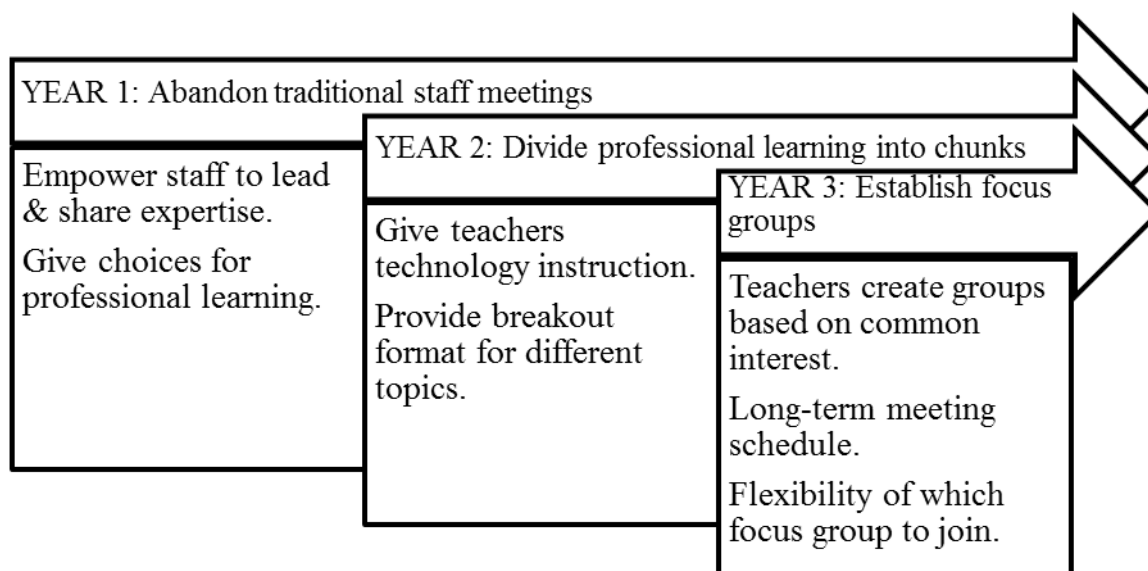 YEAR 1: Abandon traditional staff meetings
Empower staff to lead
& share expertise.
Give choices for
professional learning.
YEAR 2: Divide professional learning into chunks
Give teachers
technology instruction.
Provide breakout
format for different
topics.
YEAR 3: Establish focus
groups
Teachers create groups
based on common
interest.
Long-term meeting
schedule.
Flexibility of which
focus group to join.